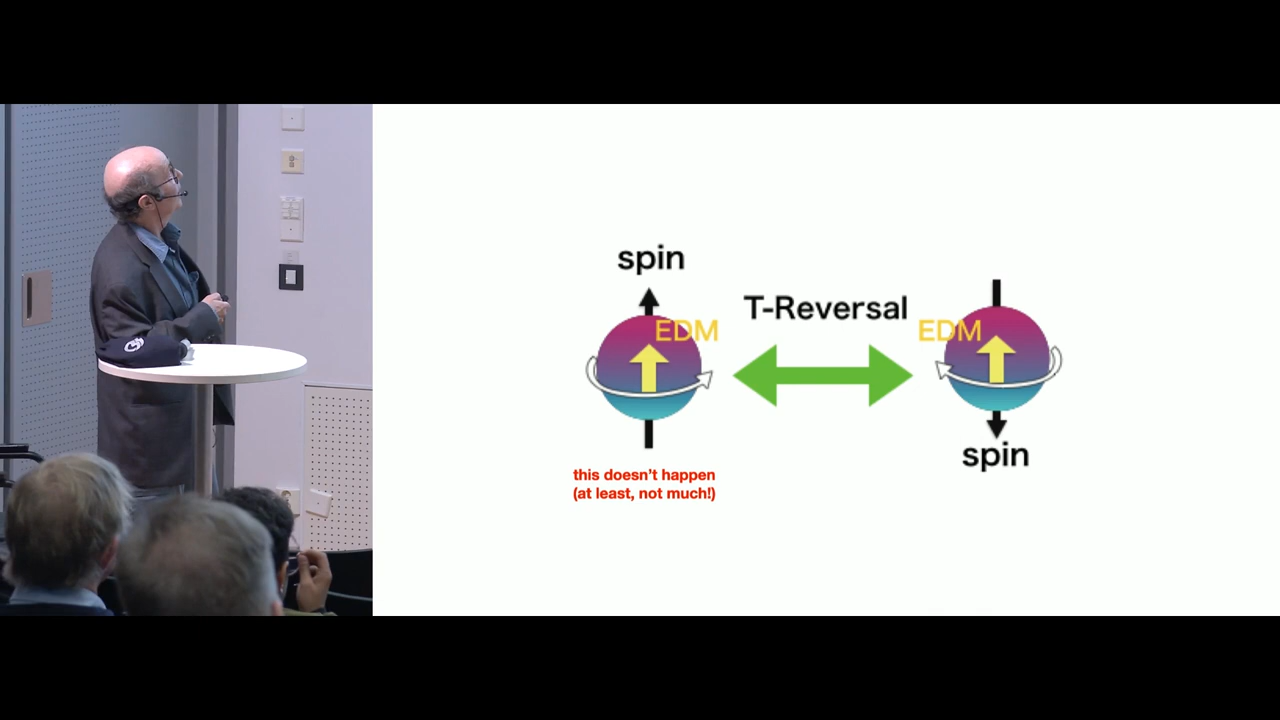 spin
T-Reversal
EDM
EDM
spin
this doesn't happen
(at least, not much!)